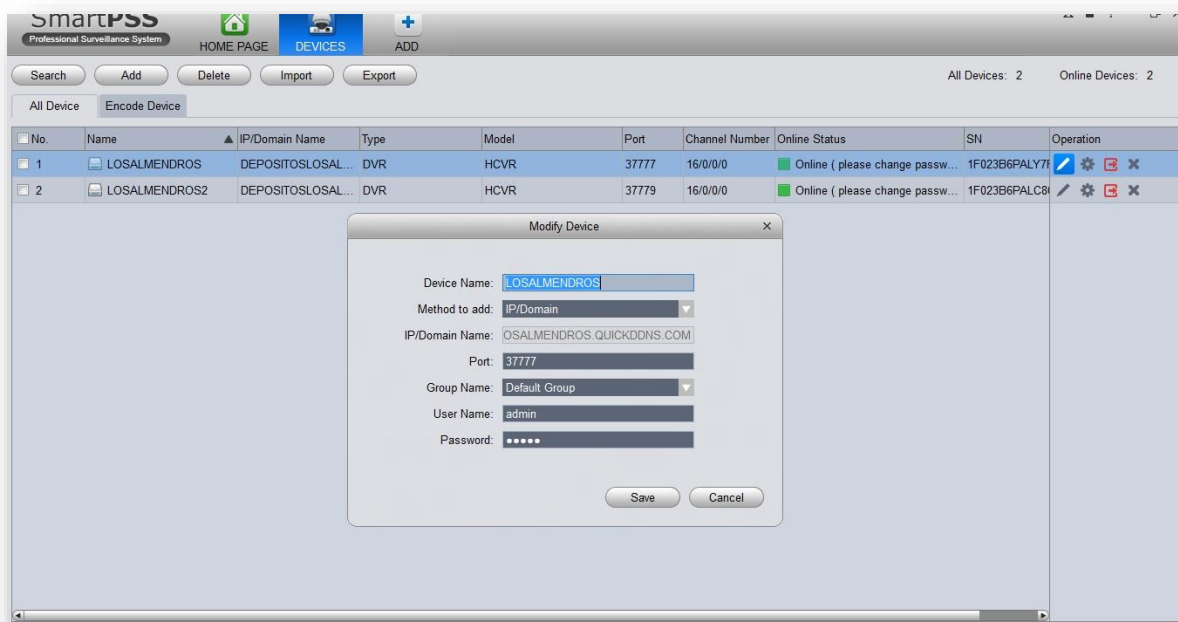 SmartPSS
Professional Surveillance System
HOME PAGE
DEVICES
ADD
Search Add Delete Import Export All Devices: 2 Online Devices: 2
All Device Encode Device
No. Name IP/Domain Name Type Model Port Channel Number Online Status SN Operation
1 LOSALMENDROS DEPOSITOSLOSAL... DVR HCVR 37777 16/0/0/0 Online ( please change passw... 1F023B6PALY7
2 LOSALMENDROS2 DEPOSITOSLOSAL... DVR HCVR 37779 16/0/0/0 Online ( please change passw... 1F023B6PALC8
Modify Device
Device Name: LOSALMENDROS
Method to add: IP/Domain
IP/Domain Name: OSALMENDROS.QUICKDDNS.COM
Port: 37777
Group Name: Default Group
User Name: admin
Password: •••••
Save Cancel